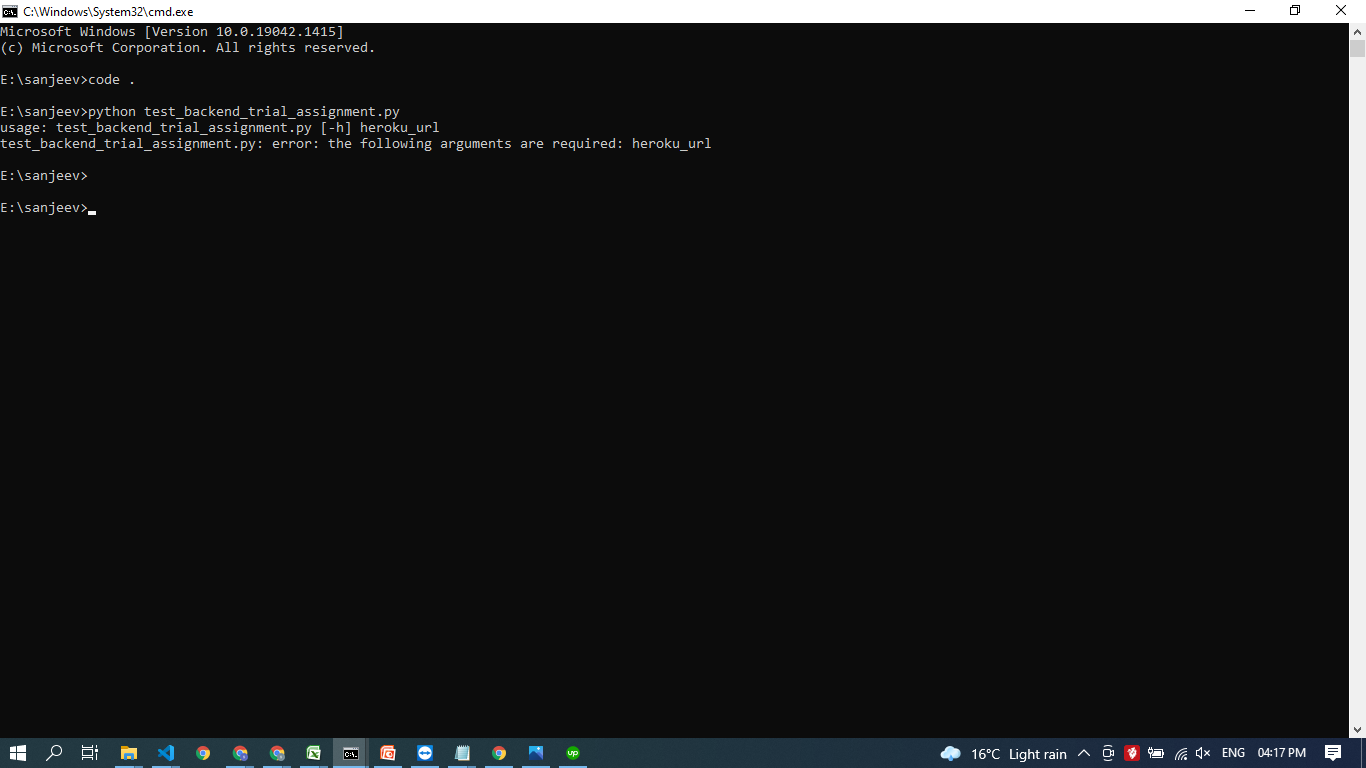 C:\Windows\System32\cmd.exe
Microsoft Windows [Version 10.0.19042.1415]
(c) Microsoft Corporation. All rights reserved.
E:\sanjeev>code .
E:\sanjeev>python test_backend_trial_assignment.py
usage: test_backend_trial_assignment.py [-h] heroku_url
test_backend_trial_assignment.py: error: the following arguments are required: heroku_url
E:\sanjeev>
E:\sanjeev>
16°C Light rain ENG 04:17 PM